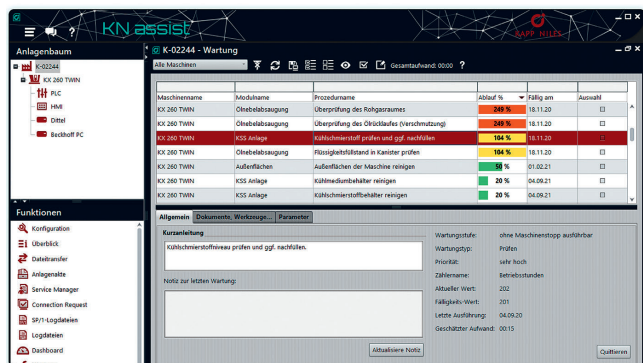 KN assist
KAPP NILES
Anlagenbaum
K-02244
KX 260 TWIN
PLC
HMI
Dittel
Beckhoff PC
Funktionen
Konfiguration
Überblick
Dateitransfer
Anlagenakte
Service Manager
Connection Request
SP/1-Logdateien
Logdateien
Dashboard
K-02244 - Wartung
Alle Maschinen
Gesamtaufwand: 00:00 ?
Maschinenname Modulname Prozedurname Ablauf % Fällig am Auswahl
KX 260 TWIN Ölnebelabsaugung Überprüfung des Rohgasraumes 249 % 18.11.20
KX 260 TWIN Ölnebelabsaugung Überprüfung des Ölrücklaufes (Verschmutzung) 249 % 18.11.20
KX 260 TWIN KSS Anlage Kühlschmierstoff prüfen und ggf. nachfüllen 104 % 18.11.20
KX 260 TWIN Ölnebelabsaugung Flüssigkeitsfüllstand in Kanister prüfen 104 % 18.11.20
KX 260 TWIN Außenflächen Außenflächen der Maschine reinigen 50 % 01.02.21
KX 260 TWIN KSS Anlage Kühlmediumbehälter reinigen 20 % 04.09.21
KX 260 TWIN KSS Anlage Kühlschmierstoffbehälter reinigen 20 % 04.09.21
Allgemein Dokumente, Werkzeuge... Parameter
Kurzanleitung
Kühlschmierstoffniveau prüfen und ggf. nachfüllen.
Notiz zur letzten Wartung:
Aktualisiere Notiz
Wartungsstufe: ohne Maschinenstopp ausführbar
Wartungstyp: Prüfen
Priorität: sehr hoch
Zählername: Betriebsstunden
Aktueller Wert: 202
Fälligkeits-Wert: 201
Letzte Ausführung: 04.09.20
Geschätzter Aufwand: 00:15
Quittieren